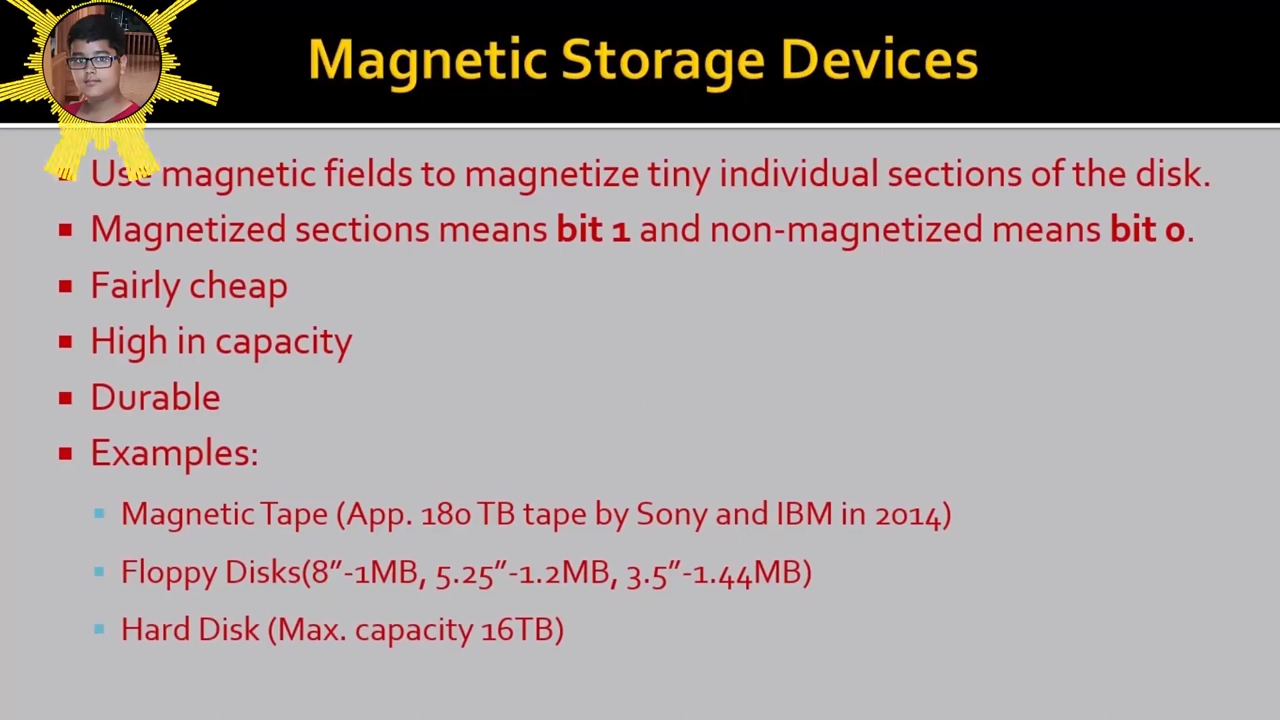 Magnetic Storage Devices
Use magnetic fields to magnetize tiny individual sections of the disk.
Magnetized sections means bit 1 and non-magnetized means bit 0.
Fairly cheap
High in capacity
Durable
Examples:
Magnetic Tape (App. 180 TB tape by Sony and IBM in 2014)
Floppy Disks(8”-1MB, 5.25”-1.2MB, 3.5”-1.44MB)
Hard Disk (Max. capacity 16TB)